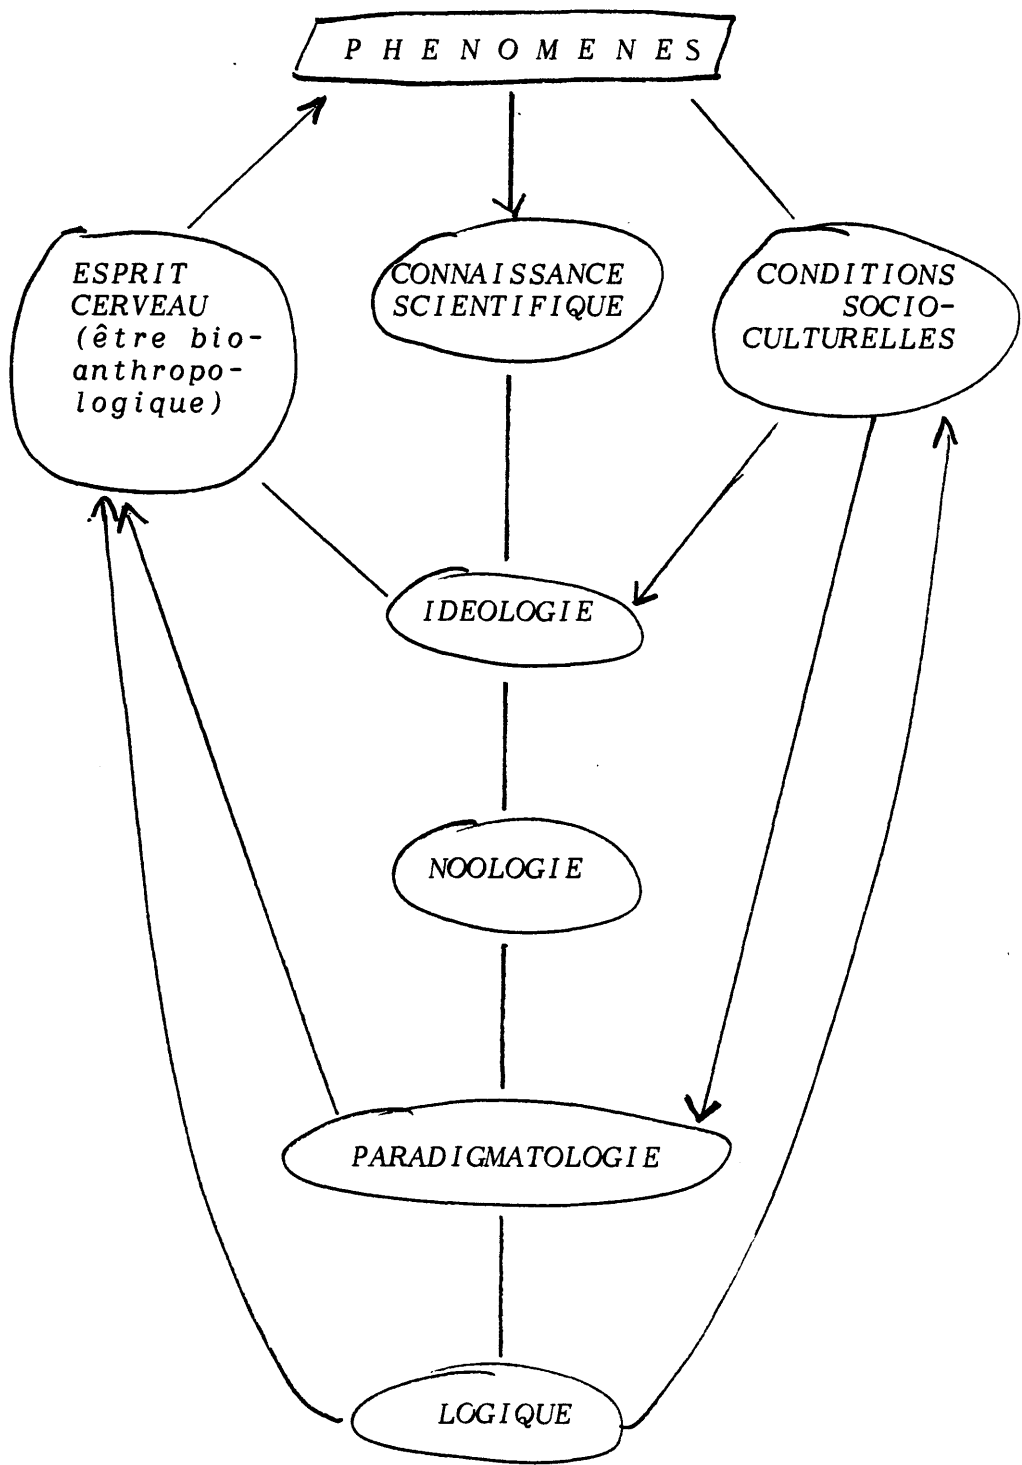 PHENOMENES
ESPRIT
CERVEAU
(être bio-
anthropo-
logique)
CONNAISSANCE
SCIENTIFIQUE
CONDITIONS
SOCIO-
CULTURELLES
IDEOLOGIE
NOOLOGIE
PARADIGMATOLOGIE
LOGIQUE